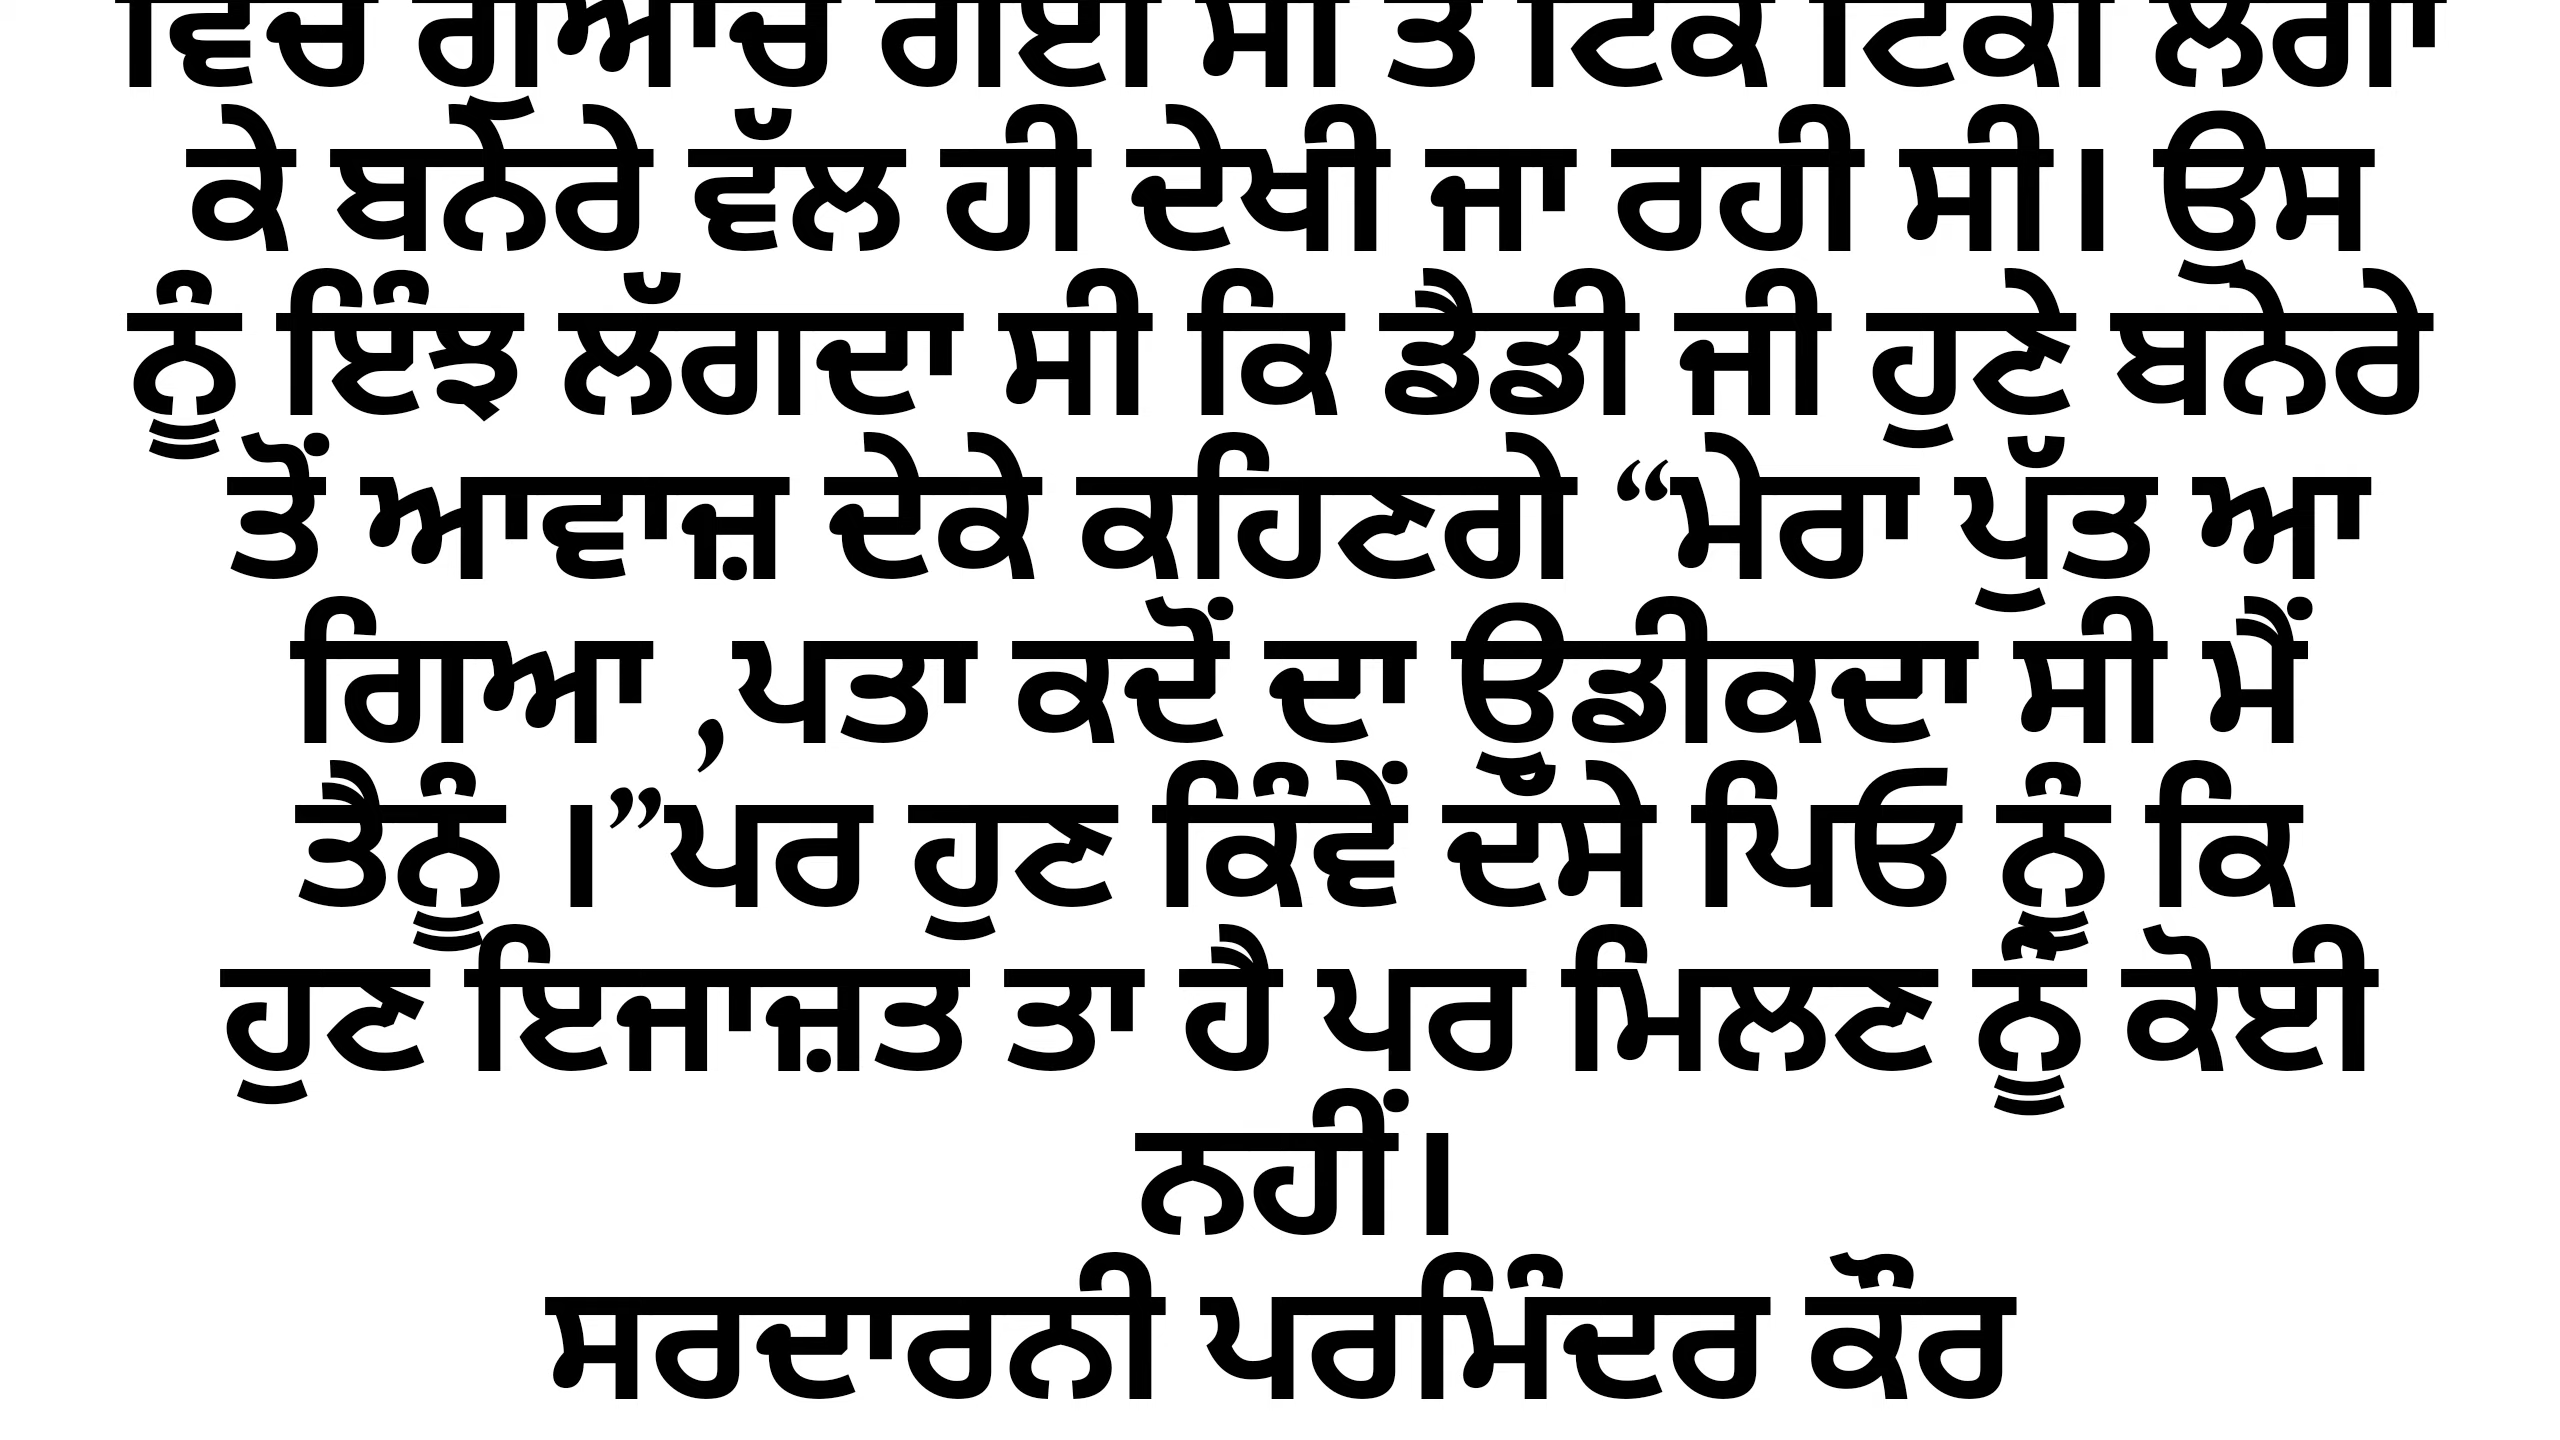 ਕੇ ਬਨੇਰੇ ਵੱਲ ਹੀ ਦੇਖੀ ਜਾ ਰਹੀ ਸੀ। ਉਸ
ਨੂੰ ਇੰਝ ਲੱਗਦਾ ਸੀ ਕਿ ਡੈਡੀ ਜੀ ਹੁਣੇ ਬਨੇਰੇ
ਤੋਂ ਆਵਾਜ਼ ਦੇਕੇ ਕਹਿਣਗੇ “ਮੇਰਾ ਪੁੱਤ ਆ
ਗਿਆ ,ਪਤਾ ਕਦੋਂ ਦਾ ਉਡੀਕਦਾ ਸੀ ਮੈਂ
ਤੈਨੂੰ ।”ਪਰ ਹੁਣ ਕਿੰਵੇਂ ਦੱਸੇ ਪਿਓ ਨੂੰ ਕਿ
ਹੁਣ ਇਜਾਜ਼ਤ ਤਾ ਹੈ ਪਰ ਮਿਲਣ ਨੂੰ ਕੋਈ
ਨਹੀਂ।
ਸਰਦਾਰਨੀ ਪਰਮਿੰਦਰ ਕੌਰ